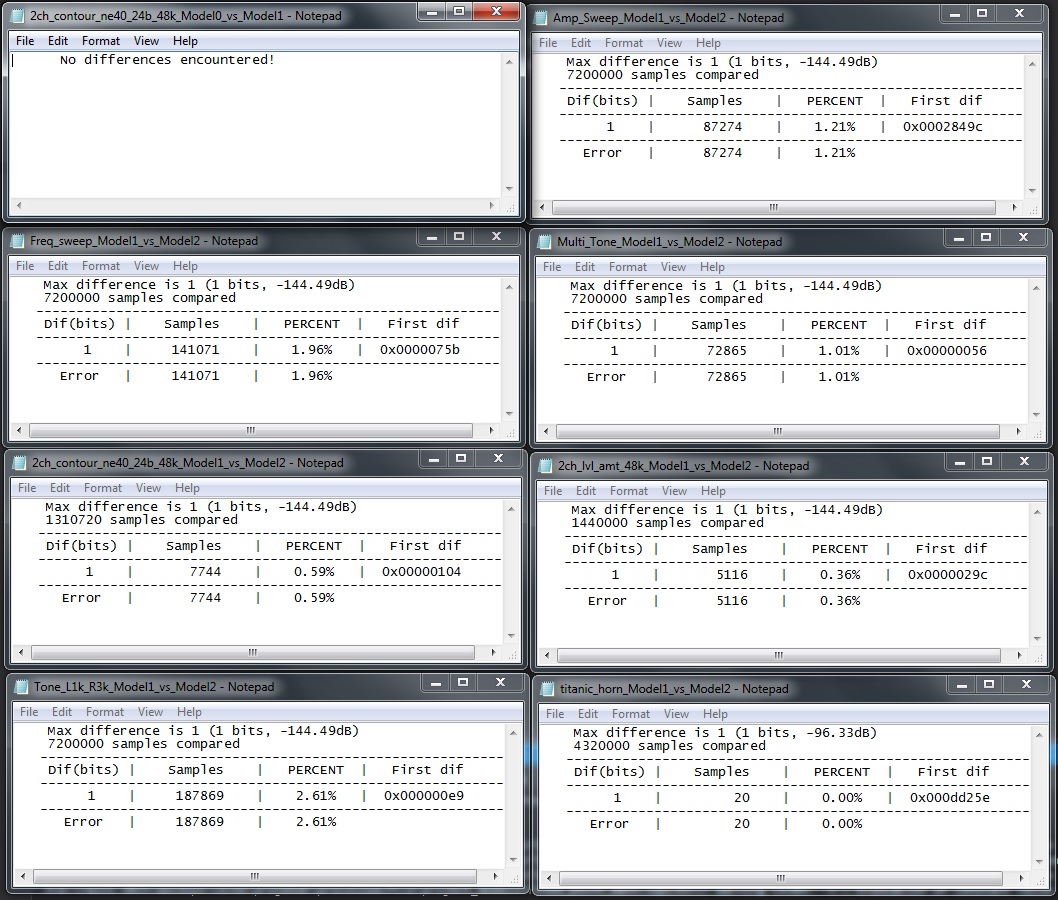 2ch_contour_ne40_24b_48k_Model0_vs_Model1 - Notepad
File Edit Format View Help
No differences encountered!
Amp_Sweep_Model1_vs_Model2 - Notepad
File Edit Format View Help
Max difference is 1 (1 bits, -144.49dB)
7200000 samples compared
Dif(bits) | Samples | PERCENT | First dif
1 | 87274 | 1.21% | 0x0002849c
Error | 87274 | 1.21%
Freq_sweep_Model1_vs_Model2 - Notepad
File Edit Format View Help
Max difference is 1 (1 bits, -144.49dB)
7200000 samples compared
Dif(bits) | Samples | PERCENT | First dif
1 | 141071 | 1.96% | 0x0000075b
Error | 141071 | 1.96%
Multi_Tone_Model1_vs_Model2 - Notepad
File Edit Format View Help
Max difference is 1 (1 bits, -144.49dB)
7200000 samples compared
Dif(bits) | Samples | PERCENT | First dif
1 | 72865 | 1.01% | 0x00000056
Error | 72865 | 1.01%
2ch_contour_ne40_24b_48k_Model1_vs_Model2 - Notepad
File Edit Format View Help
Max difference is 1 (1 bits, -144.49dB)
1310720 samples compared
Dif(bits) | Samples | PERCENT | First dif
1 | 7744 | 0.59% | 0x00000104
Error | 7744 | 0.59%
2ch_lvl_amt_48k_Model1_vs_Model2 - Notepad
File Edit Format View Help
Max difference is 1 (1 bits, -144.49dB)
1440000 samples compared
Dif(bits) | Samples | PERCENT | First dif
1 | 5116 | 0.36% | 0x0000029c
Error | 5116 | 0.36%
Tone_L1k_R3k_Model1_vs_Model2 - Notepad
File Edit Format View Help
Max difference is 1 (1 bits, -144.49dB)
7200000 samples compared
Dif(bits) | Samples | PERCENT | First dif
1 | 187869 | 2.61% | 0x000000e9
Error | 187869 | 2.61%
titanic_horn_Model1_vs_Model2 - Notepad
File Edit Format View Help
Max difference is 1 (1 bits, -96.33dB)
4320000 samples compared
Dif(bits) | Samples | PERCENT | First dif
1 | 20 | 0.00% | 0x000dd25e
Error | 20 | 0.00%